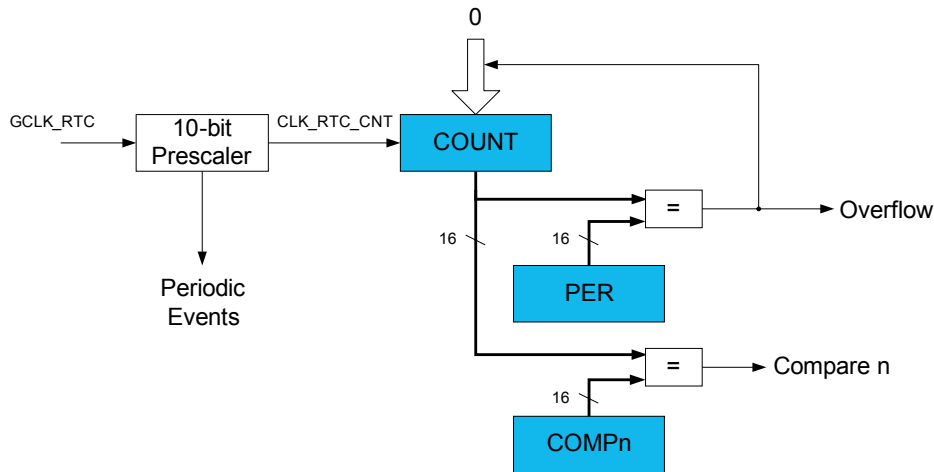 0
GCLK_RTC
10-bit
Prescaler
CLK_RTC_CNT
COUNT
=
Overflow
16
16
Periodic
Events
PER
=
Compare n
16
COMPn